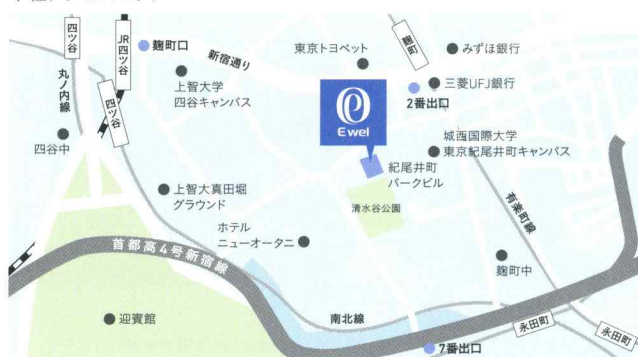 四ツ谷
JR四ツ谷
麹町口
新宿通り
東京トヨペット
麹町
みずほ銀行
丸ノ内線
四ツ谷
上智大学
四谷キャンパス
三菱UFJ銀行
2番出口
Ewel
四谷中
城西国際大学
東京紀尾井町キャンパス
紀尾井町
パークビル
上智大真田堀
グラウンド
清水谷公園
有楽町線
ホテル
ニューオータニ
首都高4号新宿線
麹町中
迎賓館
南北線
永田町
永田町
7番出口